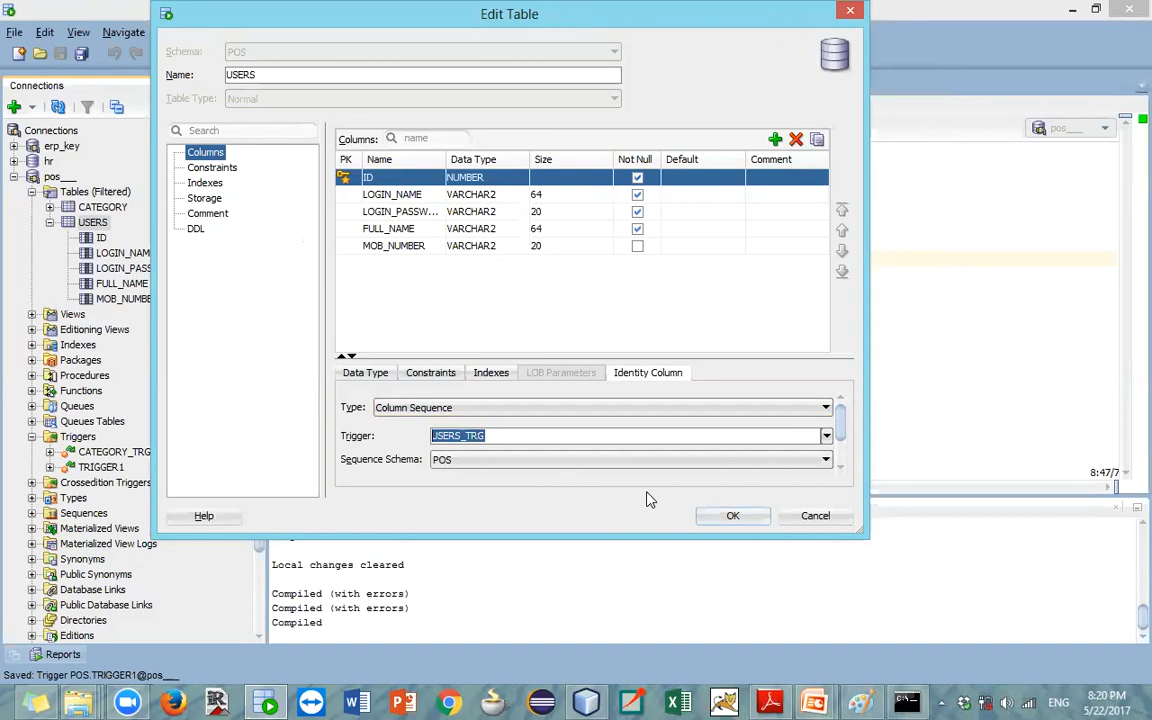 Edit Table
File Edit View Navigate
Schema: POS
Name: USERS
Table Type: Normal
Connections
Search
Columns
Constraints
Indexes
Storage
Comment
DDL
Columns: name
PK Name Data Type Size Not Null Default Comment
ID NUMBER
LOGIN_NAME VARCHAR2 64
LOGIN_PASSW... VARCHAR2 20
FULL_NAME VARCHAR2 64
MOB_NUMBER VARCHAR2 20
Connections
erp_key
hr
pos___
Tables (Filtered)
CATEGORY
USERS
ID
LOGIN_NAM
LOGIN_PASS
FULL_NAME
MOB_NUMBE
Views
Editioning Views
Indexes
Packages
Procedures
Functions
Queues
Queues Tables
Triggers
CATEGORY_TRG
TRIGGER1
Crossedition Triggers
Types
Sequences
Materialized Views
Materialized View Logs
Synonyms
Public Synonyms
Database Links
Public Database Links
Directories
Editions
Reports
Data Type Constraints Indexes LOB Parameters Identity Column
Type: Column Sequence
Trigger: USERS_TRG
Sequence Schema: POS
Help OK Cancel
pos___
8:47/7
Local changes cleared
Compiled (with errors)
Compiled (with errors)
Compiled
Saved: Trigger POS.TRIGGER1@pos___
ENG
8:20 PM
5/22/2017